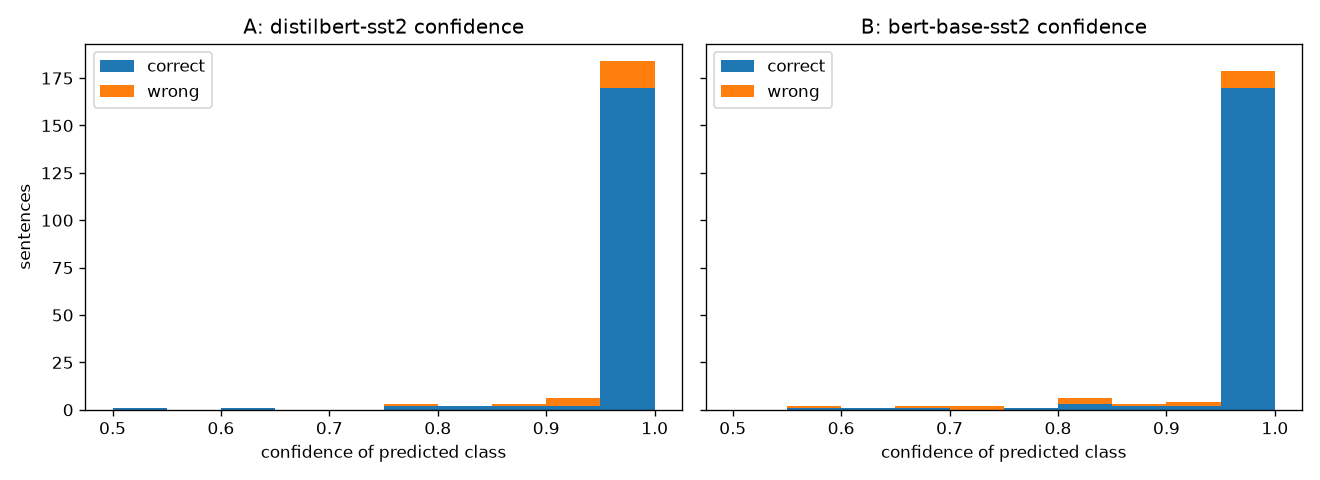 A: distilbert-sst2 confidence
correct
wrong
175
150
125
100
75
50
25
0
sentences
0.5 0.6 0.7 0.8 0.9 1.0
confidence of predicted class
B: bert-base-sst2 confidence
correct
wrong
0.5 0.6 0.7 0.8 0.9 1.0
confidence of predicted class